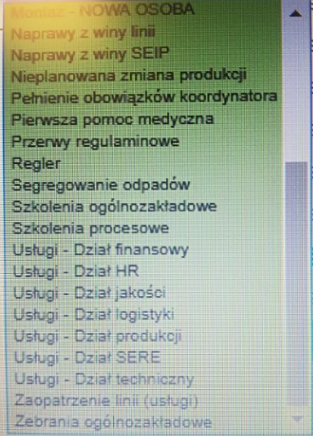 Montaż - NOWA OSOBA
Naprawy z winy linii
Naprawy z winy SEIP
Nieplanowana zmiana produkcji
Pełnienie obowiązków koordynatora
Pierwsza pomoc medyczna
Przerwy regulaminowe
Regler
Segregowanie odpadów
Szkolenia ogólnozakładowe
Szkolenia procesowe
Usługi - Dział finansowy
Usługi - Dział HR
Usługi - Dział jakości
Usługi - Dział logistyki
Usługi - Dział produkcji
Usługi - Dział SERE
Usługi - Dział techniczny
Zaopatrzenie linii (usługi)
Zebrania ogólnozakładowe